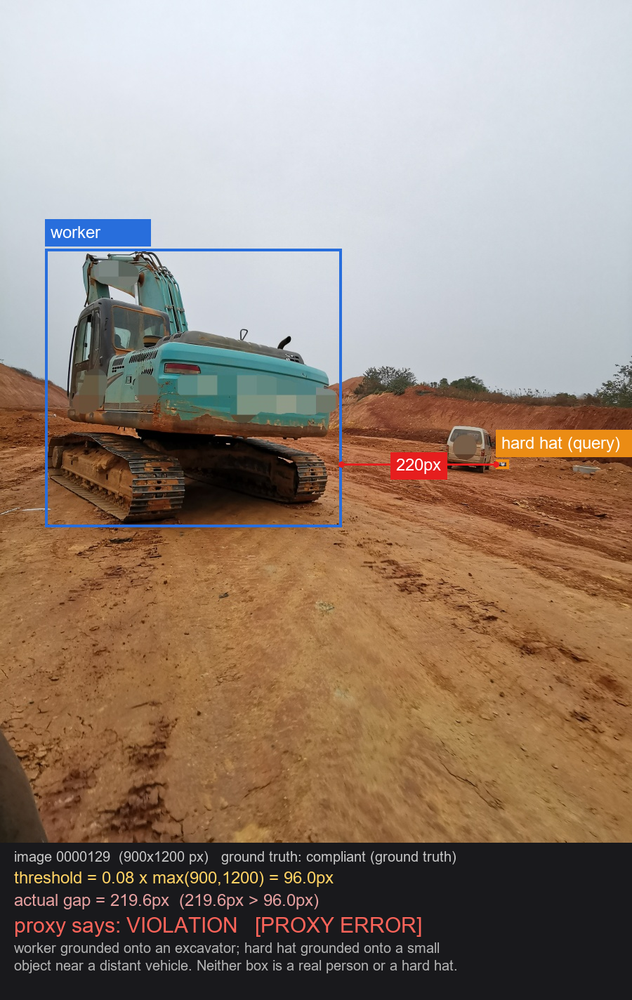 worker
hard hat (query)
220px
image 0000129 (900x1200 px) ground truth: compliant (ground truth)
threshold = 0.08 x max(900,1200) = 96.0px
actual gap = 219.6px (219.6px > 96.0px)
proxy says: VIOLATION [PROXY ERROR]
worker grounded onto an excavator; hard hat grounded onto a small
object near a distant vehicle. Neither box is a real person or a hard hat.